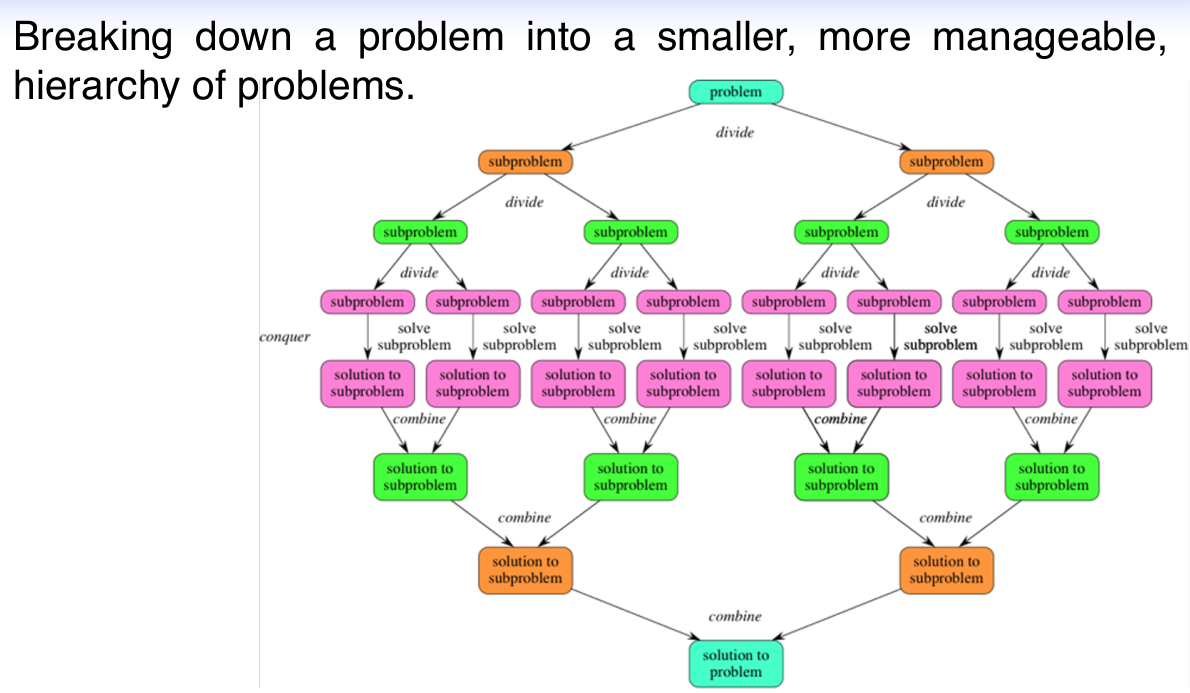 Breaking down a problem into a smaller, more manageable,
hierarchy of problems.
problem
divide
subproblem subproblem
divide divide
subproblem subproblem subproblem subproblem
divide divide divide divide
subproblem subproblem subproblem subproblem subproblem subproblem subproblem subproblem
conquer
solve solve solve solve solve solve solve solve
subproblem subproblem subproblem subproblem subproblem subproblem subproblem subproblem
solution to solution to solution to solution to solution to solution to solution to solution to
subproblem subproblem subproblem subproblem subproblem subproblem subproblem subproblem
combine combine combine combine
solution to solution to solution to solution to
subproblem subproblem subproblem subproblem
combine combine
solution to solution to
subproblem subproblem
combine
solution to
problem